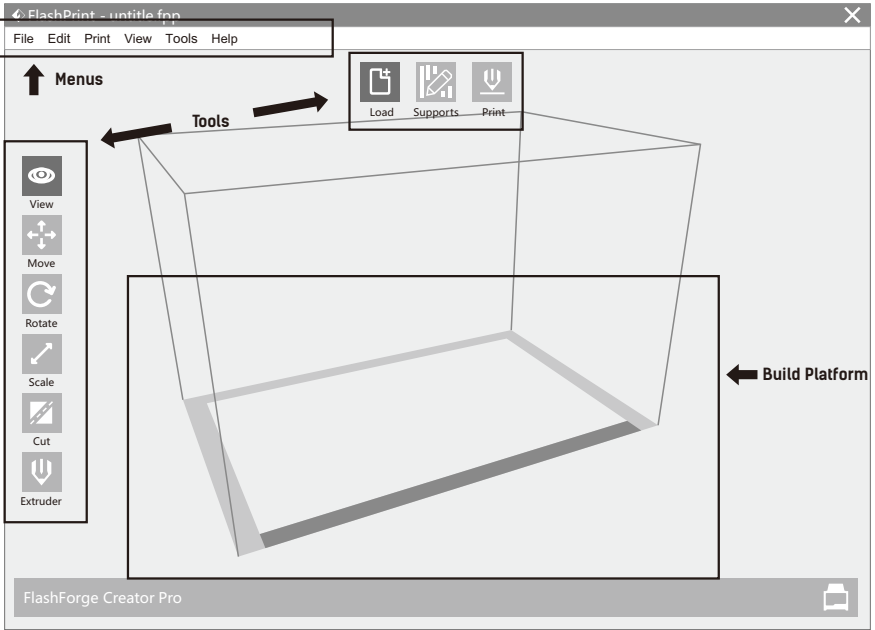 FlashPrint - untitle.fpp
File Edit Print View Tools Help
Menus
Tools
Load Supports Print
View
Move
Rotate
Scale
Cut
Extruder
Build Platform
FlashForge Creator Pro